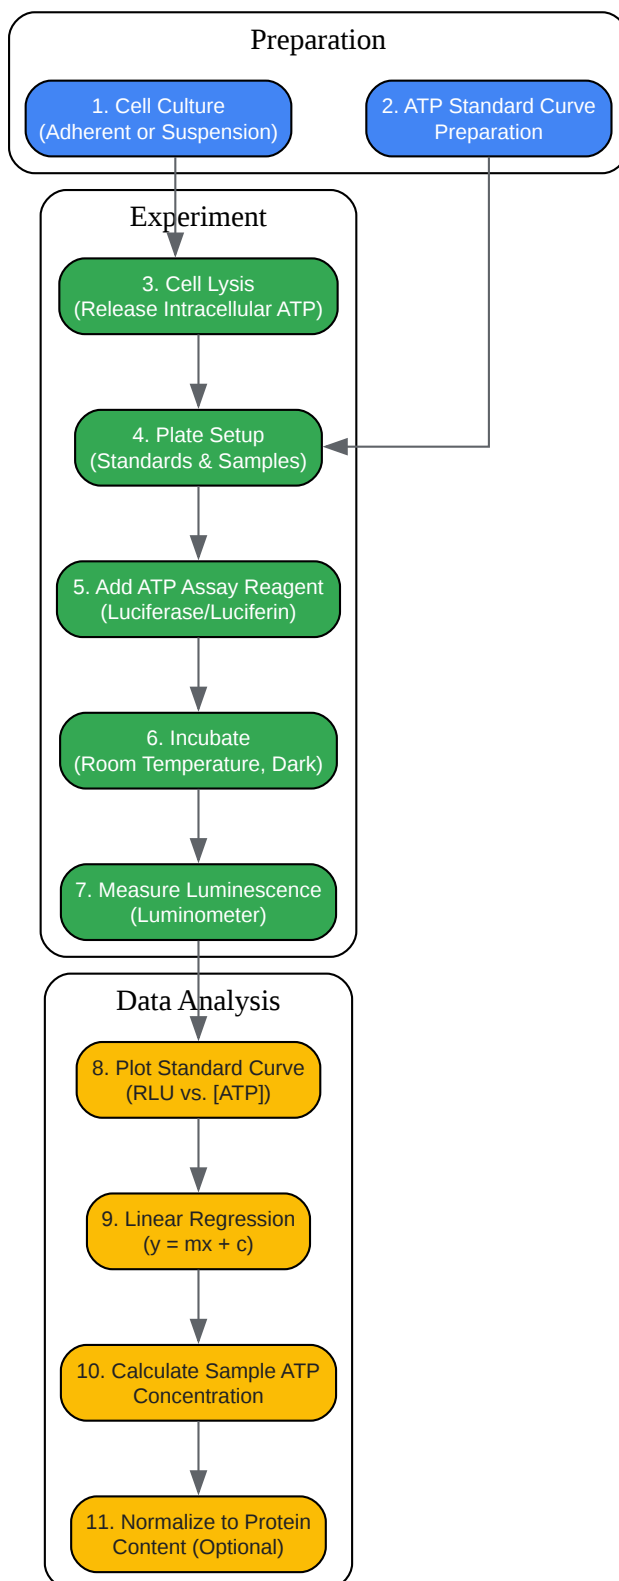 Preparation
1. Cell Culture
(Adherent or Suspension)
2. ATP Standard Curve
Preparation
Experiment
3. Cell Lysis
(Release Intracellular ATP)
4. Plate Setup
(Standards & Samples)
5. Add ATP Assay Reagent
(Luciferase/Luciferin)
6. Incubate
(Room Temperature, Dark)
7. Measure Luminescence
(Luminometer)
Data Analysis
8. Plot Standard Curve
(RLU vs. [ATP])
9. Linear Regression
(y = mx + c)
10. Calculate Sample ATP
Concentration
11. Normalize to Protein
Content (Optional)